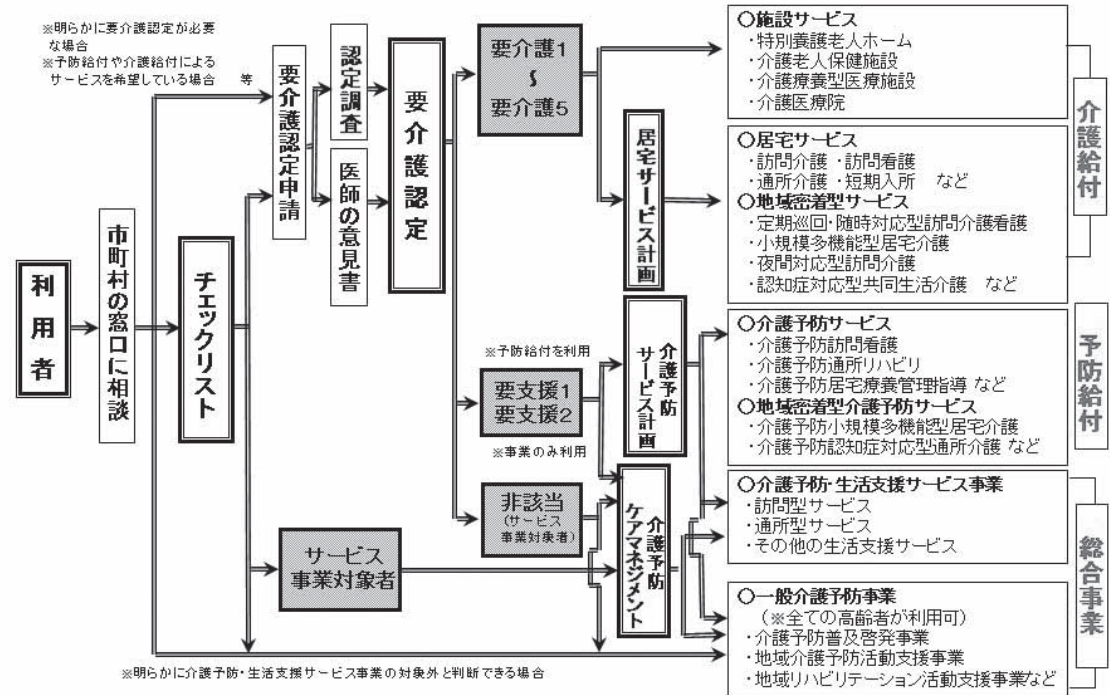 ※明らかに要介護認定が必要
な場合
※予防給付や介護給付による
サービスを希望している場合 等
利用者
市町村の窓口に相談
チェックリスト
要介護認定申請
認定調査
医師の意見書
要介護認定
要介護1
〜
要介護5
※予防給付を利用
要支援1
要支援2
※事業のみ利用
非該当
(サービス
事業対象者)
サービス
事業対象者
居宅サービス計画
介護予防
サービス計画
介護予防
ケアマネジメント
○施設サービス
・特別養護老人ホーム
・介護老人保健施設
・介護療養型医療施設
・介護医療院
○居宅サービス
・訪問介護 ・訪問看護
・通所介護 ・短期入所 など
○地域密着型サービス
・定期巡回・随時対応型訪問介護看護
・小規模多機能型居宅介護
・夜間対応型訪問介護
・認知症対応型共同生活介護 など
介護給付
○介護予防サービス
・介護予防訪問看護
・介護予防通所リハビリ
・介護予防居宅療養管理指導 など
○地域密着型介護予防サービス
・介護予防小規模多機能型居宅介護
・介護予防認知症対応型通所介護 など
予防給付
○介護予防・生活支援サービス事業
・訪問型サービス
・通所型サービス
・その他の生活支援サービス
○一般介護予防事業
(※全ての高齢者が利用可)
・介護予防普及啓発事業
・地域介護予防活動支援事業
・地域リハビリテーション活動支援事業など
総合事業
※明らかに介護予防・生活支援サービス事業の対象外と判断できる場合